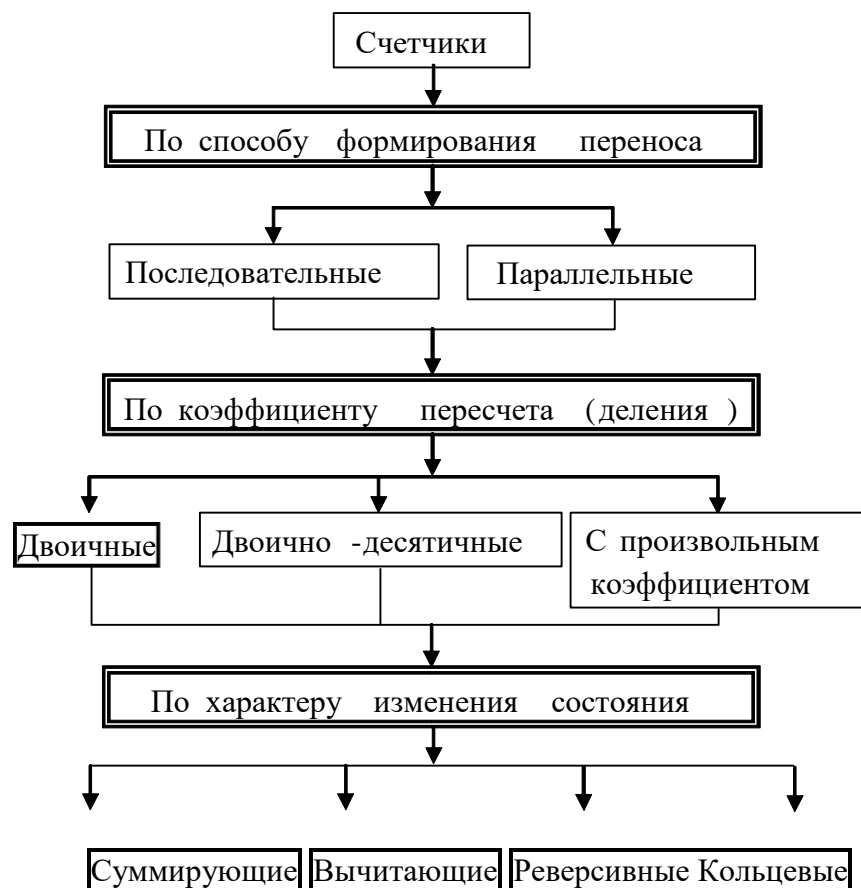 Счетчики
По способу формирования переноса
Последовательные
Параллельные
По коэффициенту пересчета (деления )
Двоичные
Двоично -десятичные
С произвольным
коэффициентом
По характеру изменения состояния
Суммирующие
Вычитающие
Реверсивные Кольцевые